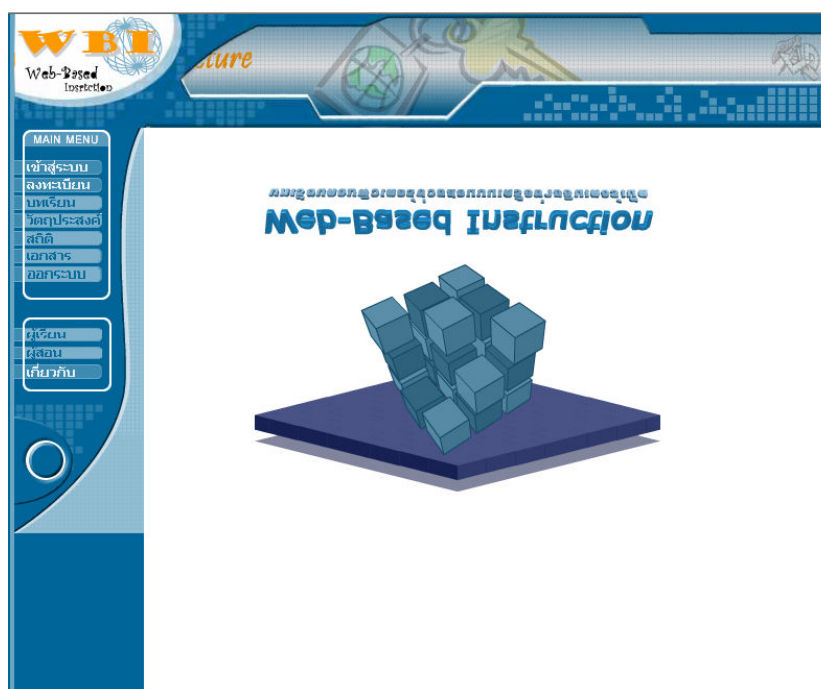 WBI
Web-Based
Insrtction
cture
MAIN MENU
เข้าสู่ระบบ
ลงทะเบียน
บทเรียน
วัตถุประสงค์
สถิติ
เอกสาร
ออกระบบ
ผู้เรียน
ผู้สอน
เกี่ยวกับ
Web-Based Instruction